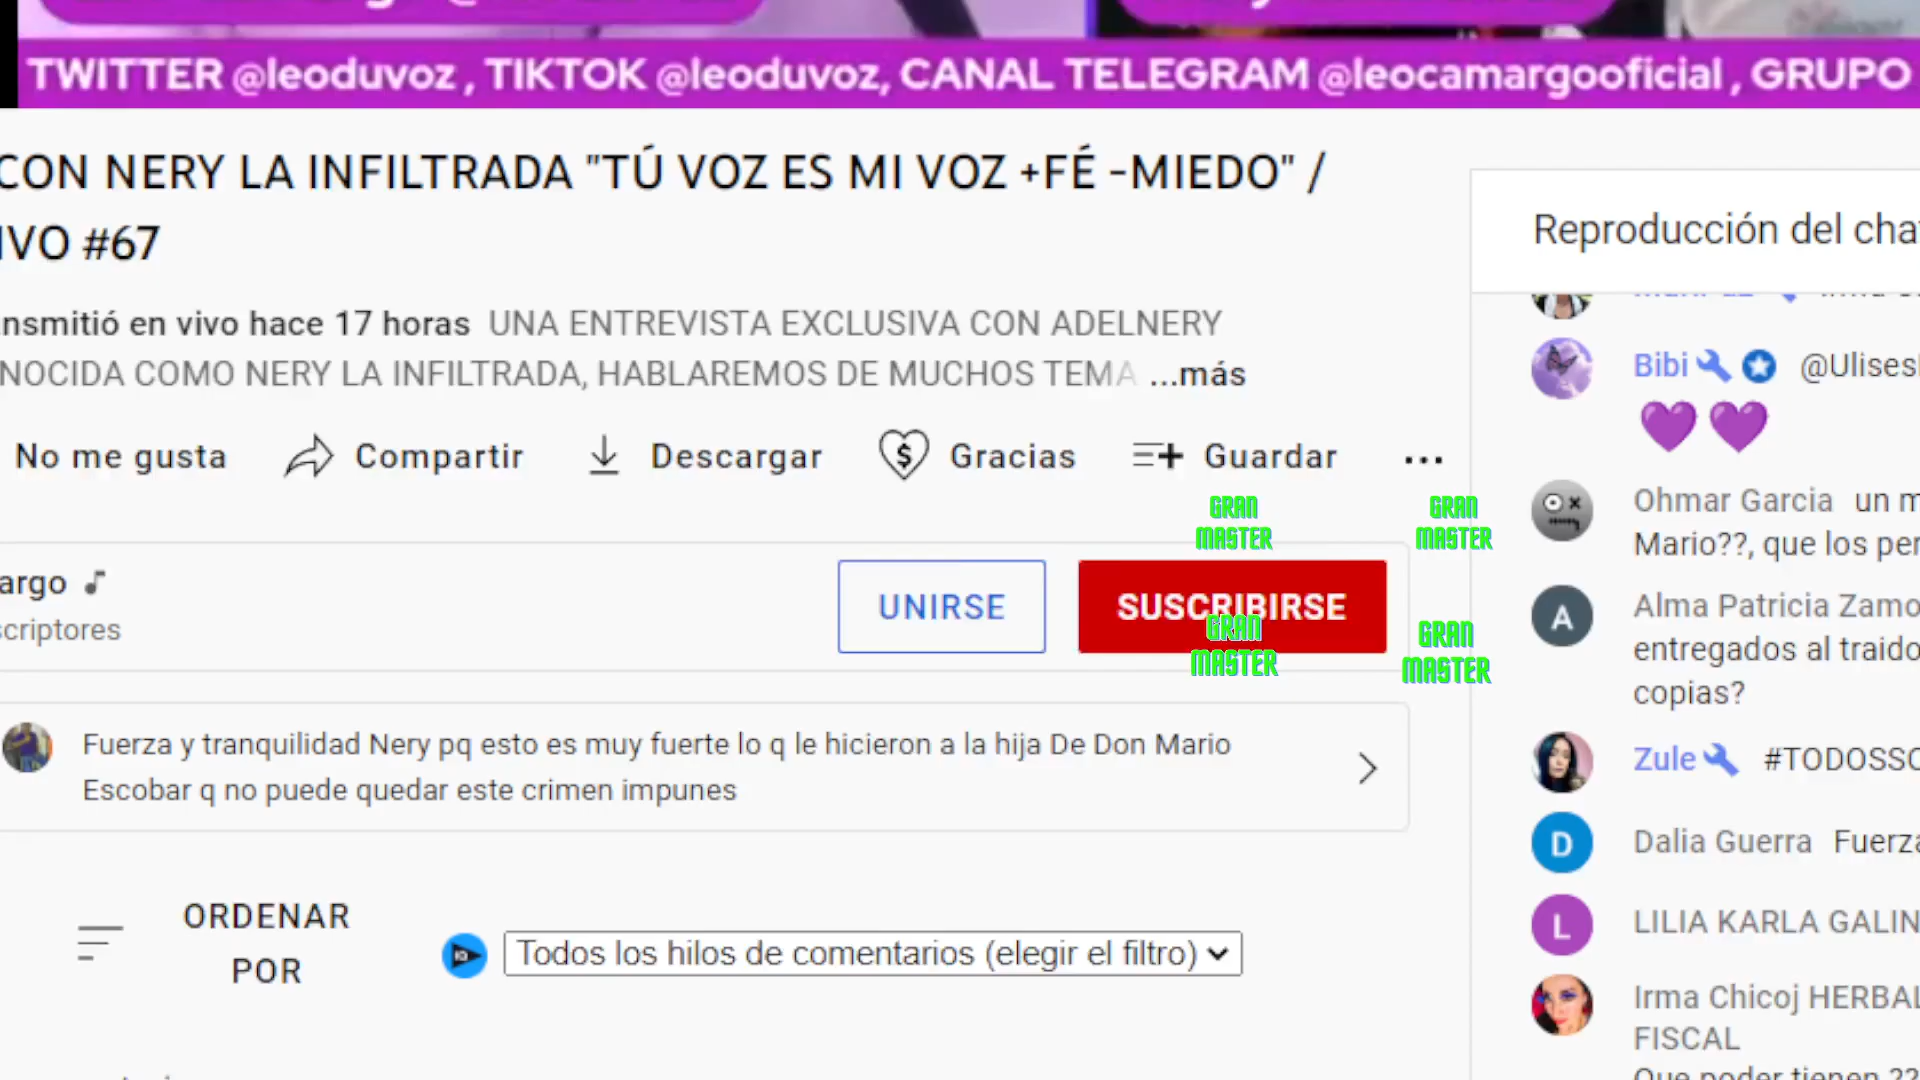 TWITTER @leoduvoz , TIKTOK @leoduvoz, CANAL TELEGRAM @leocamargooficial , GRUPO
CON NERY LA INFILTRADA "TÚ VOZ ES MI VOZ +FÉ -MIEDO" /
IVO #67
nsmitió en vivo hace 17 horas UNA ENTREVISTA EXCLUSIVA CON ADELNERY
NOCIDA COMO NERY LA INFILTRADA, HABLAREMOS DE MUCHOS TEMA ...más
No me gusta Compartir Descargar Gracias Guardar ...
GRAN MASTER
GRAN MASTER
argo
UNIRSE
SUSCRIBIRSE
GRAN MASTER
GRAN MASTER
criptores
Fuerza y tranquilidad Nery pq esto es muy fuerte lo q le hicieron a la hija De Don Mario
Escobar q no puede quedar este crimen impunes
ORDENAR
POR
Todos los hilos de comentarios (elegir el filtro)
Reproducción del cha
Bibi @Ulises
Ohmar Garcia un m
Mario??, que los per
A
Alma Patricia Zamo
entregados al traido
copias?
Zule #TODOSSO
D
Dalia Guerra Fuerza
L
LILIA KARLA GALIN
Irma Chicoj HERBAL
FISCAL
Que poder tienen ??